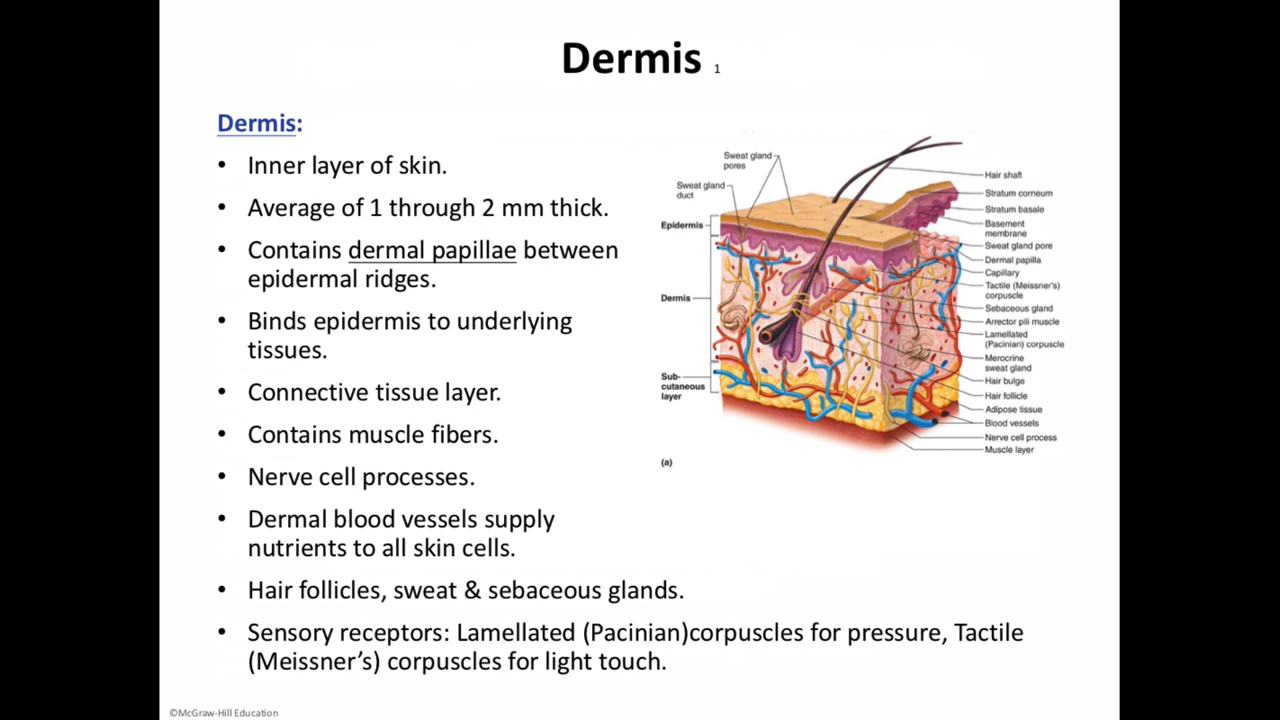 Dermis 1
Dermis:
• Inner layer of skin.
• Average of 1 through 2 mm thick.
• Contains dermal papillae between
epidermal ridges.
• Binds epidermis to underlying
tissues.
• Connective tissue layer.
• Contains muscle fibers.
• Nerve cell processes.
• Dermal blood vessels supply
nutrients to all skin cells.
• Hair follicles, sweat & sebaceous glands.
• Sensory receptors: Lamellated (Pacinian)corpuscles for pressure, Tactile
(Meissner’s) corpuscles for light touch.
Sweat gland
pores
Sweat gland
duct
Epidermis
Dermis
Sub-
cutaneous
layer
(a)
Hair shaft
Stratum corneum
Stratum basale
Basement
membrane
Sweat gland pore
Dermal papilla
Capillary
Tactile (Meissner's)
corpuscle
Sebaceous gland
Arrector pili muscle
Lamellated
(Pacinian) corpuscle
Merocrine
sweat gland
Hair bulge
Hair follicle
Adipose tissue
Blood vessels
Nerve cell process
Muscle layer
©McGraw-Hill Education